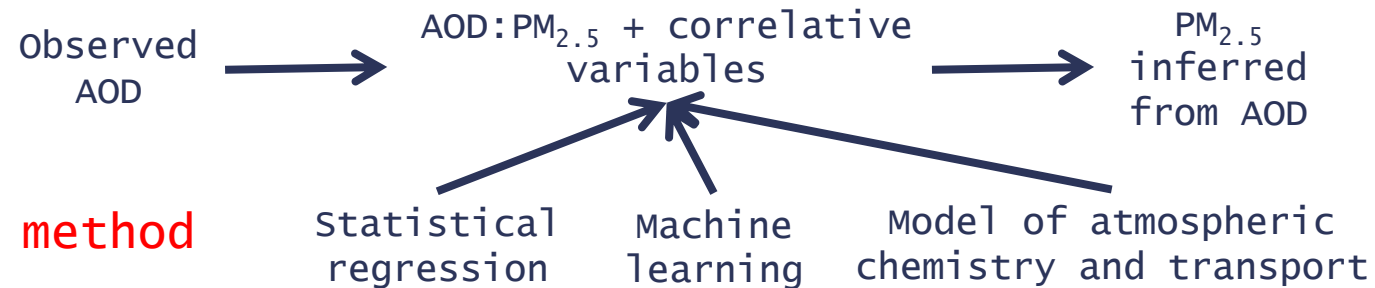 Observed
AOD
AOD:PM2.5 + correlative
variables
PM2.5
inferred
from AOD
method
Statistical
regression
Machine
learning
Model of atmospheric
chemistry and transport